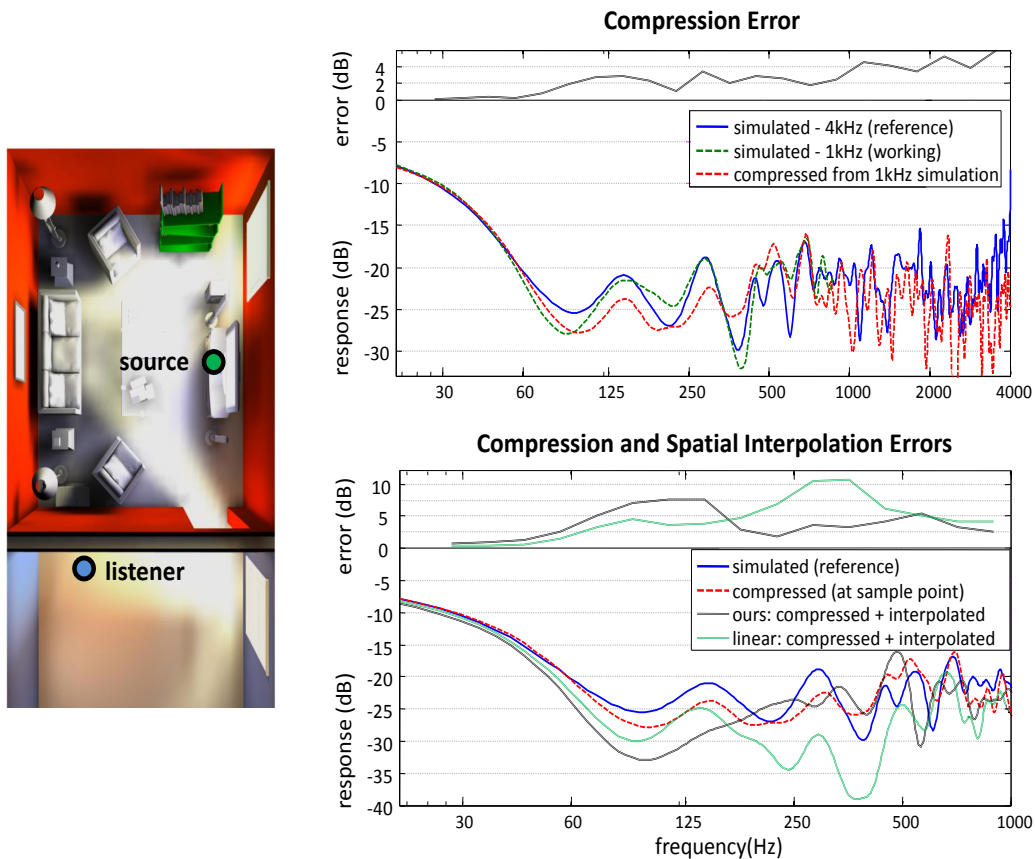 Compression Error
error (dB)
4
2
0
response (dB)
-5
-10
-15
-20
-25
-30
simulated - 4kHz (reference)
simulated - 1kHz (working)
compressed from 1kHz simulation
30 60 125 250 500 1000 2000 4000
source
listener
Compression and Spatial Interpolation Errors
error (dB)
10
5
0
response (dB)
-5
-10
-15
-20
-25
-30
-35
-40
simulated (reference)
compressed (at sample point)
ours: compressed + interpolated
linear: compressed + interpolated
30 60 125 250 500 1000
frequency(Hz)